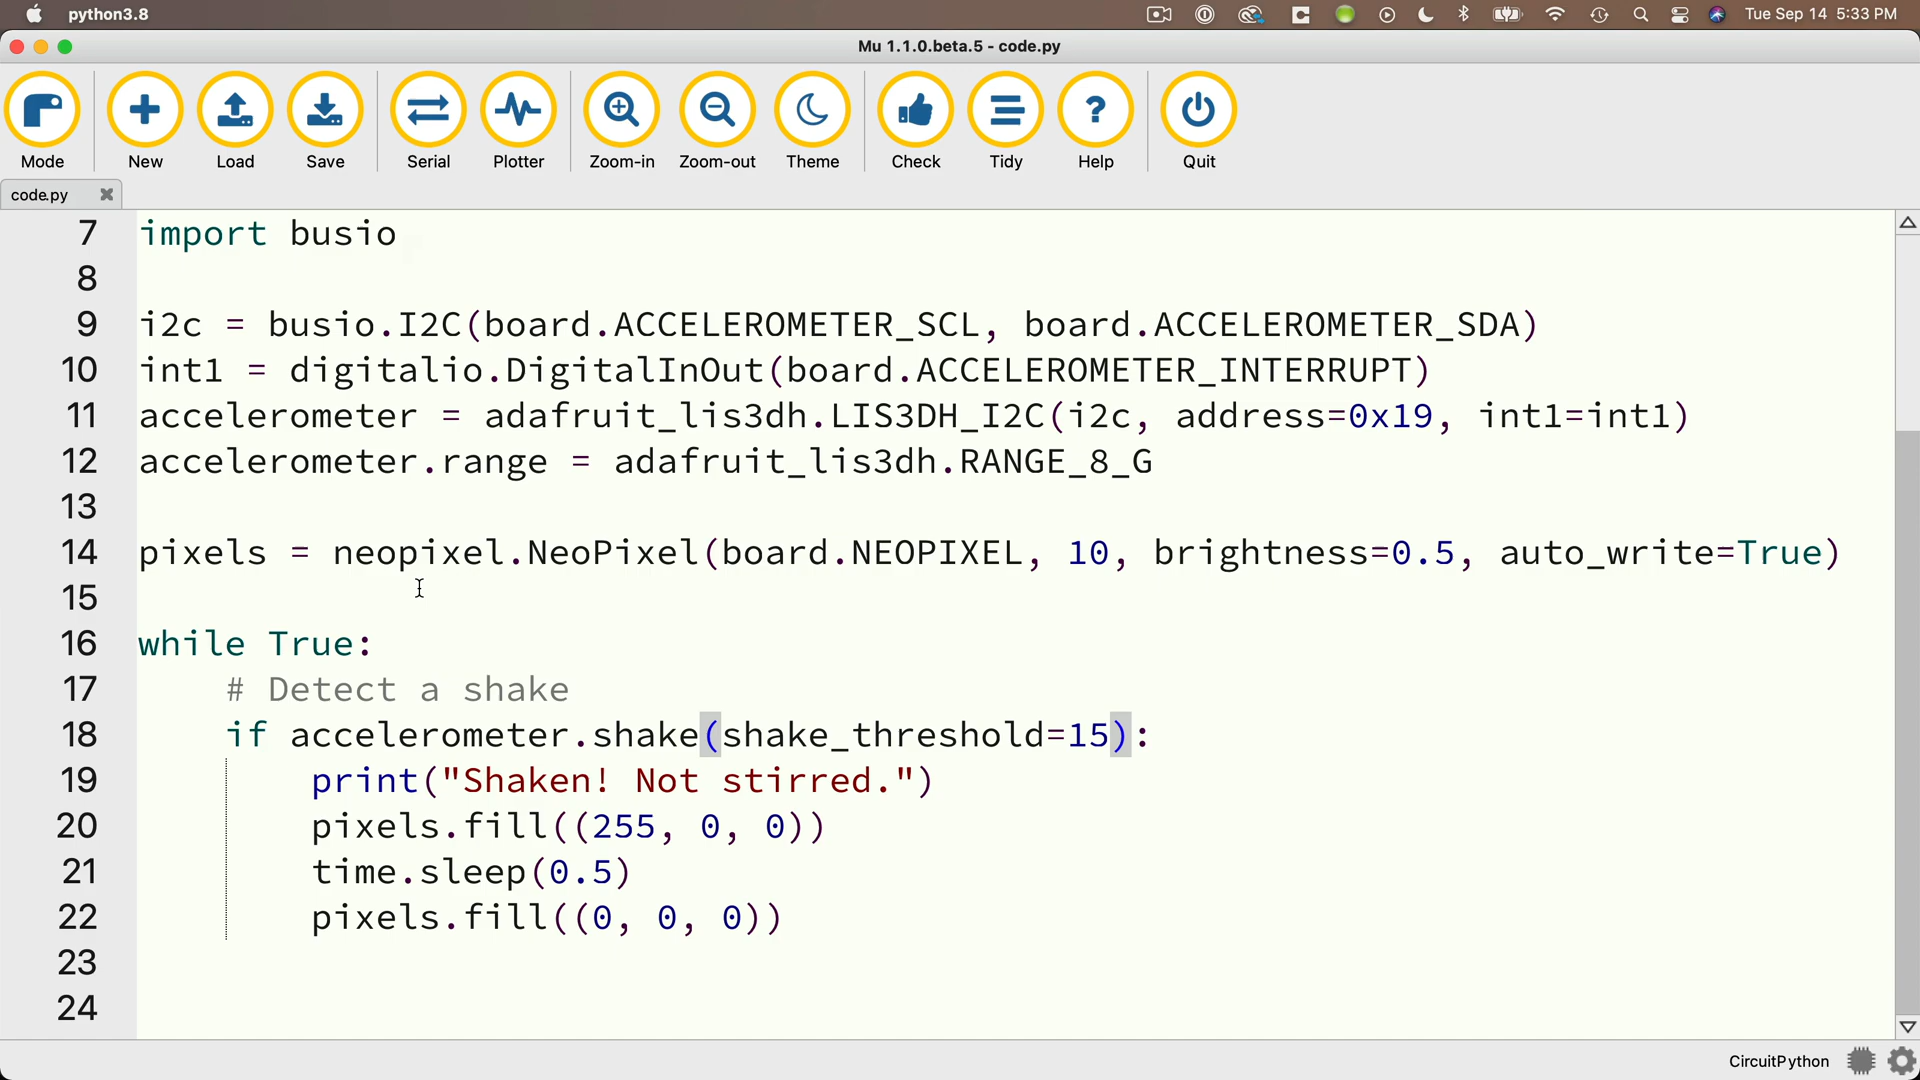 python3.8
Tue Sep 14 5:33 PM
Mu 1.1.0.beta.5 - code.py
Mode New Load Save Serial Plotter Zoom-in Zoom-out Theme Check Tidy Help Quit
code.py
7 import busio
8
9 i2c = busio.I2C(board.ACCELEROMETER_SCL, board.ACCELEROMETER_SDA)
10 int1 = digitalio.DigitalInOut(board.ACCELEROMETER_INTERRUPT)
11 accelerometer = adafruit_lis3dh.LIS3DH_I2C(i2c, address=0x19, int1=int1)
12 accelerometer.range = adafruit_lis3dh.RANGE_8_G
13
14 pixels = neopixel.NeoPixel(board.NEOPIXEL, 10, brightness=0.5, auto_write=True)
15
16 while True:
17     # Detect a shake
18     if accelerometer.shake(shake_threshold=15):
19         print("Shaken! Not stirred.")
20         pixels.fill((255, 0, 0))
21         time.sleep(0.5)
22         pixels.fill((0, 0, 0))
23
24
CircuitPython